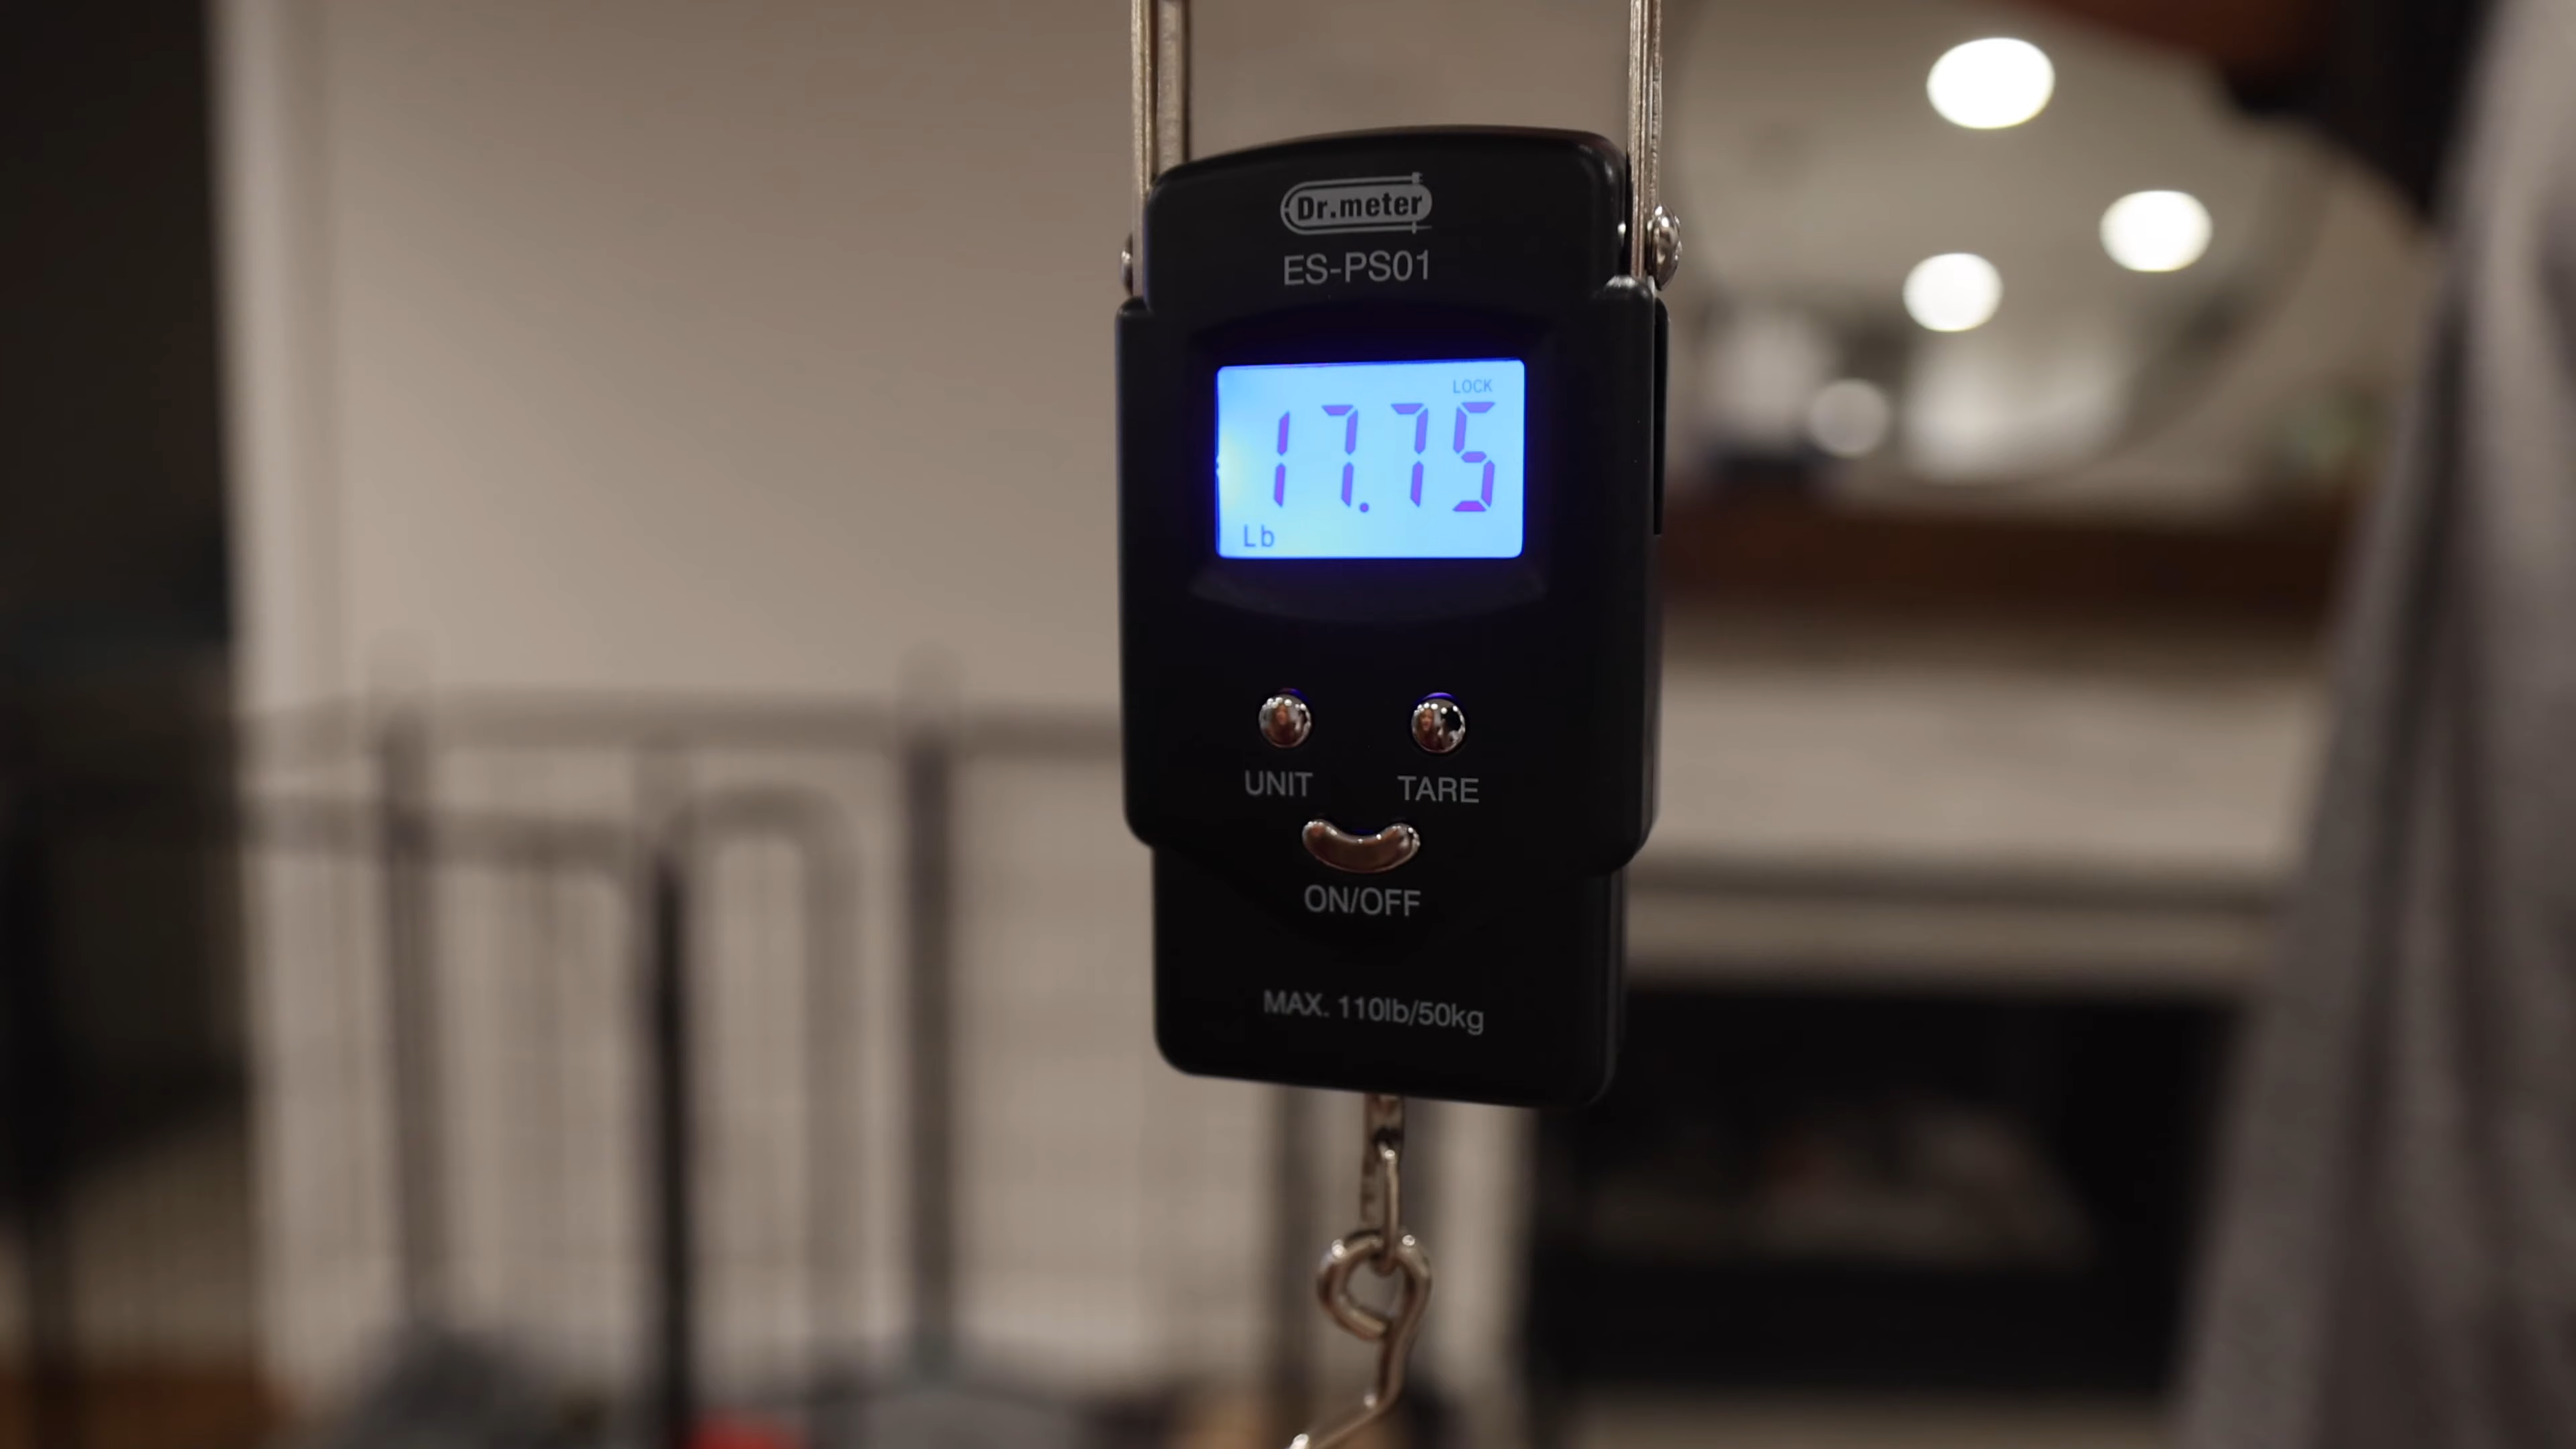 Dr.meter
ES-PS01
LOCK
17.75
Lb
UNIT TARE
ON/OFF
MAX. 110lb/50kg